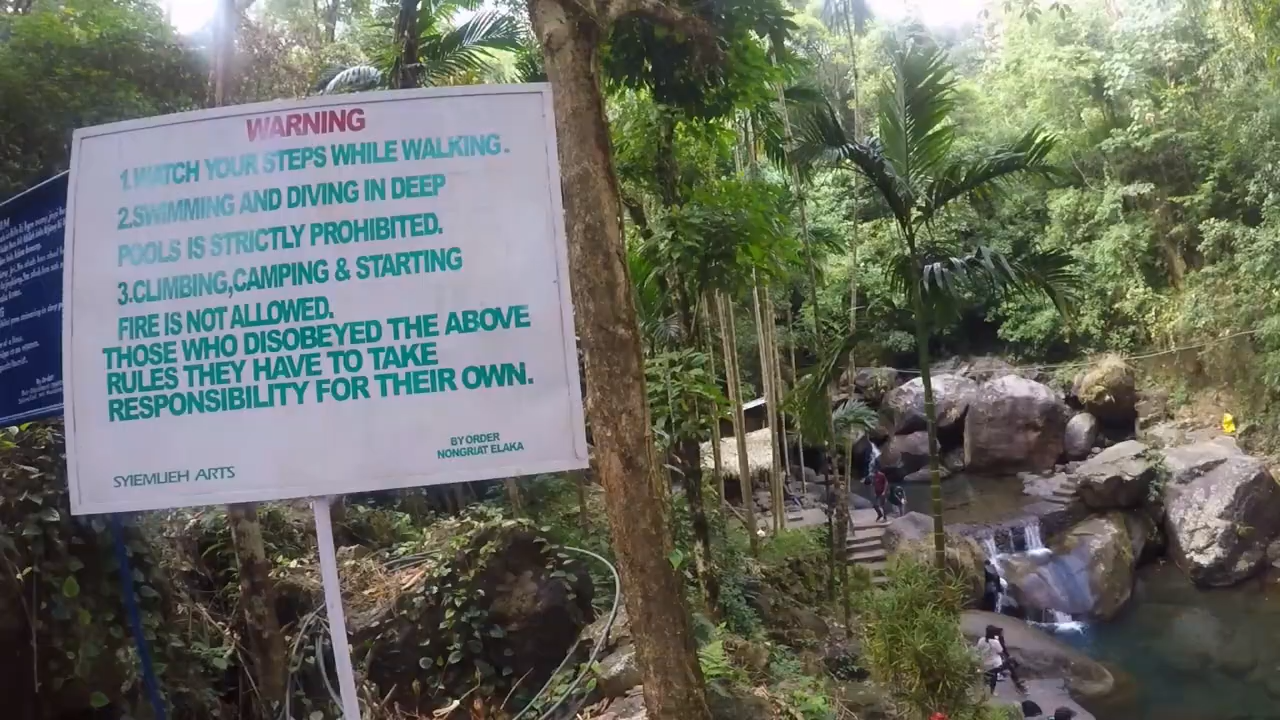 WARNING
1.WATCH YOUR STEPS WHILE WALKING.
2.SWIMMING AND DIVING IN DEEP
POOLS IS STRICTLY PROHIBITED.
3.CLIMBING,CAMPING & STARTING
FIRE IS NOT ALLOWED.
THOSE WHO DISOBEYED THE ABOVE
RULES THEY HAVE TO TAKE
RESPONSIBILITY FOR THEIR OWN.
BY ORDER
NONGRIAT ELAKA
SYIEMLIEH ARTS